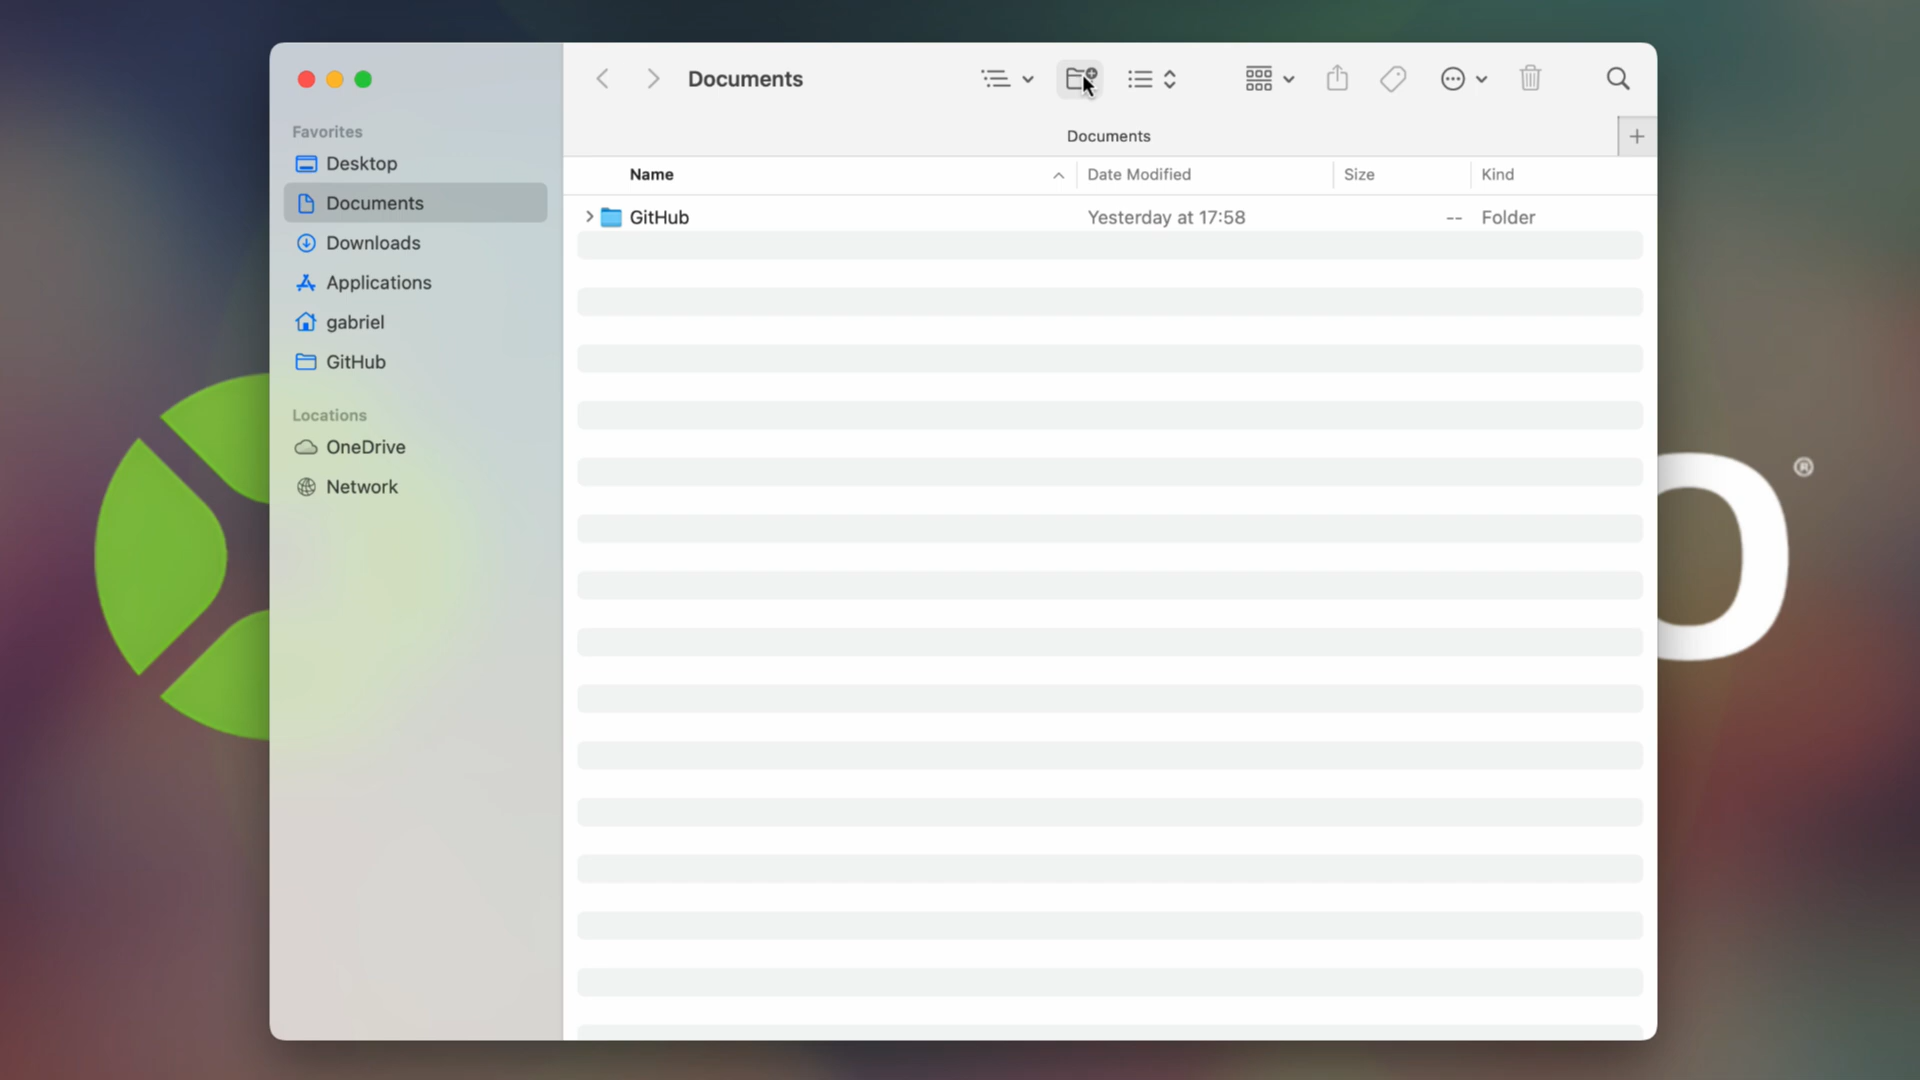 Documents
Documents
+
Favorites
Desktop
Documents
Downloads
Applications
gabriel
GitHub
Locations
OneDrive
Network
Name Date Modified Size Kind
GitHub Yesterday at 17:58 -- Folder
O®